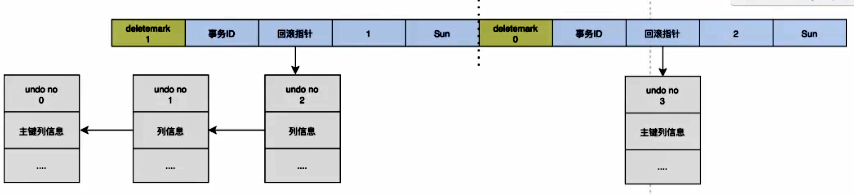 deletemark
1
事务ID
回滚指针
1
Sun
deletemark
0
事务ID
回滚指针
2
Sun
undo no
0
主键列信息
....
undo no
1
列信息
....
undo no
2
列信息
....
undo no
3
主键列信息
....